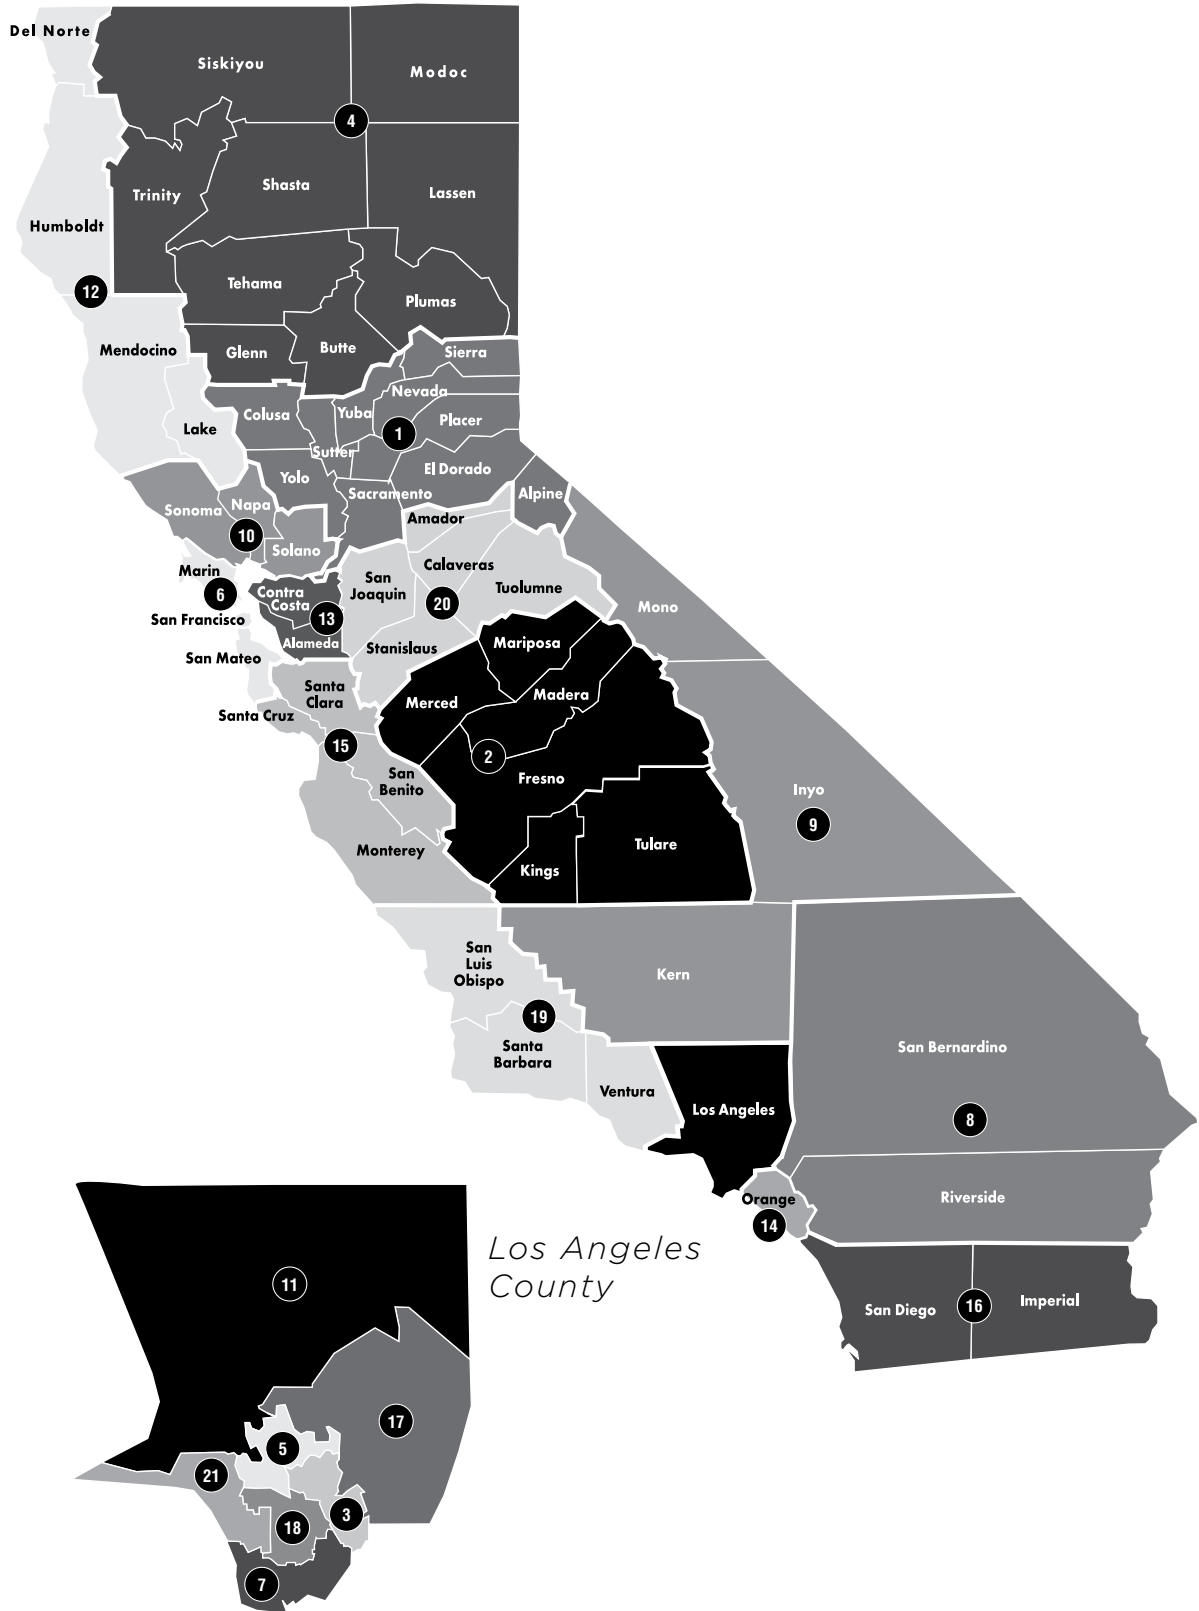 Del Norte
Siskiyou
Modoc
4
Trinity
Shasta
Lassen
Humboldt
12
Tehama
Plumas
Mendocino
Glenn
Butte
Sierra
Nevada
Colusa
Yuba
Placer
Lake
1
Sutter
El Dorado
Yolo
Sacramento
Alpine
Sonoma
Napa
Amador
10
Solano
Calaveras
Marin
6
Contra
Costa
13
San
Joaquin
Tuolumne
20
Mono
San Francisco
Alameda
Stanislaus
Mariposa
San Mateo
Santa
Clara
Merced
Madera
Santa Cruz
15
2
San
Benito
Fresno
Inyo
9
Monterey
Kings
Tulare
San
Luis
Obispo
Kern
19
Santa
Barbara
San Bernardino
Ventura
Los Angeles
8
Orange
14
Riverside
Los Angeles
County
11
San Diego
16
Imperial
17
5
21
3
18
7